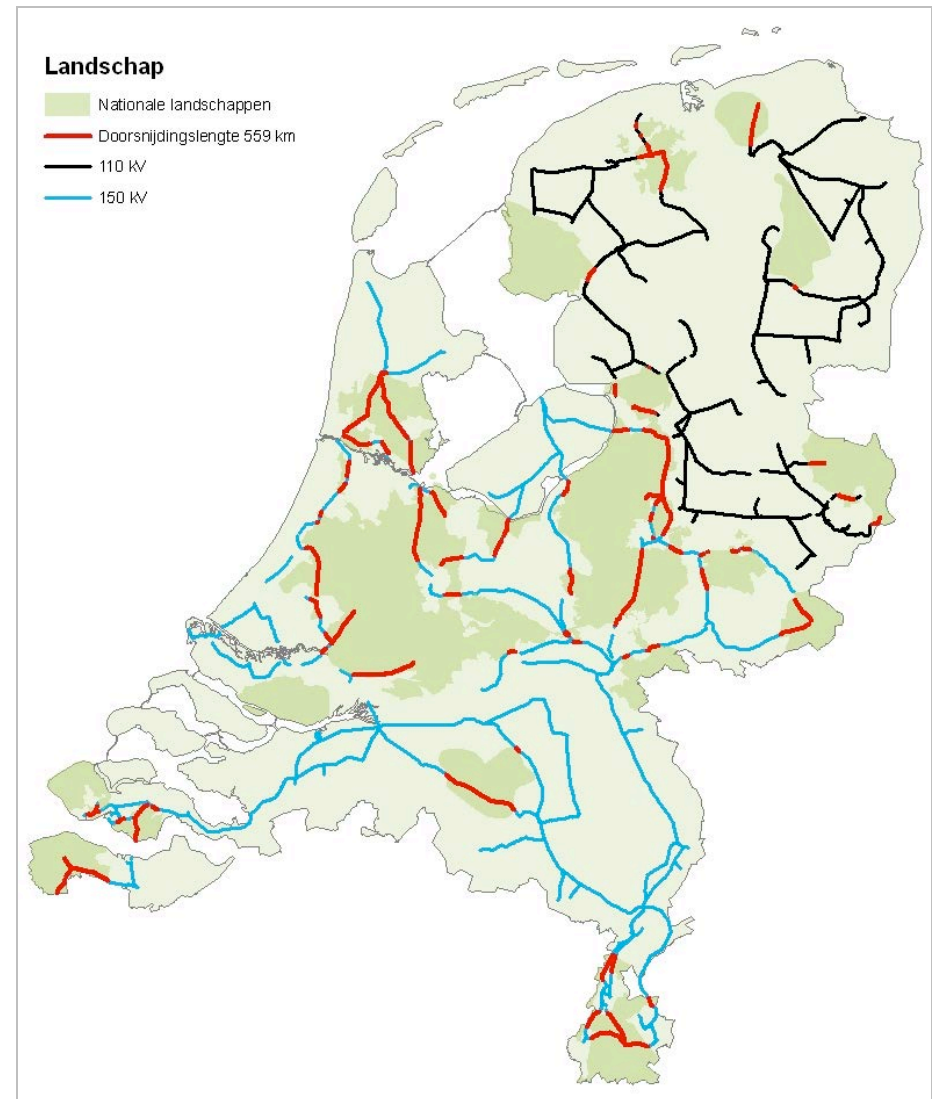 Landschap
Nationale landschappen
Doorsnijdingslengte 559 km
110 kV
150 kV